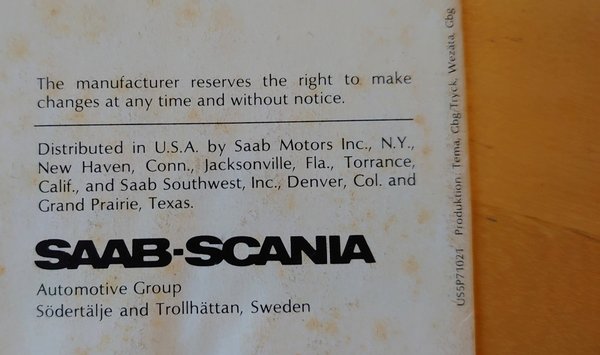 The manufacturer reserves the right to make
changes at any time and without notice.
Distributed in U.S.A. by Saab Motors Inc., N.Y.,
New Haven, Conn., Jacksonville, Fla., Torrance,
Calif., and Saab Southwest, Inc., Denver, Col. and
Grand Prairie, Texas.
SAAB-SCANIA
Automotive Group
Södertälje and Trollhättan, Sweden
US5P71021 Produktion: Tema, Gbg Tryck, Wezäta, Gbg